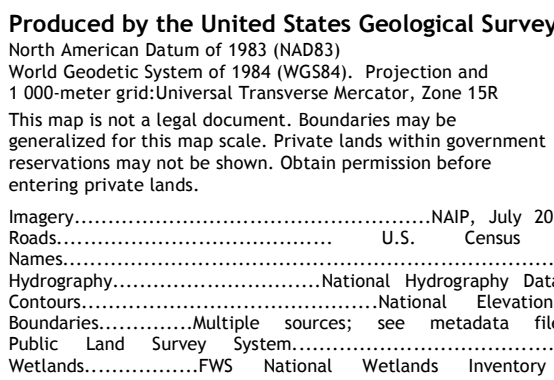 Produced by the United States Geological Survey
North American Datum of 1983 (NAD83)
World Geodetic System of 1984 (WGS84). Projection and
1 000-meter grid:Universal Transverse Mercator, Zone 15R
This map is not a legal document. Boundaries may be
generalized for this map scale. Private lands within government
reservations may not be shown. Obtain permission before
entering private lands.
Imagery....................................................NAIP, July
Roads....................................... U.S. Census
Names......................................................................
Hydrography..............................National Hydrography
Contours...........................................National Elevation
Boundaries..............Multiple sources; see metadata
Public Land Survey System......................................
Wetlands.................FWS National Wetlands Inventory